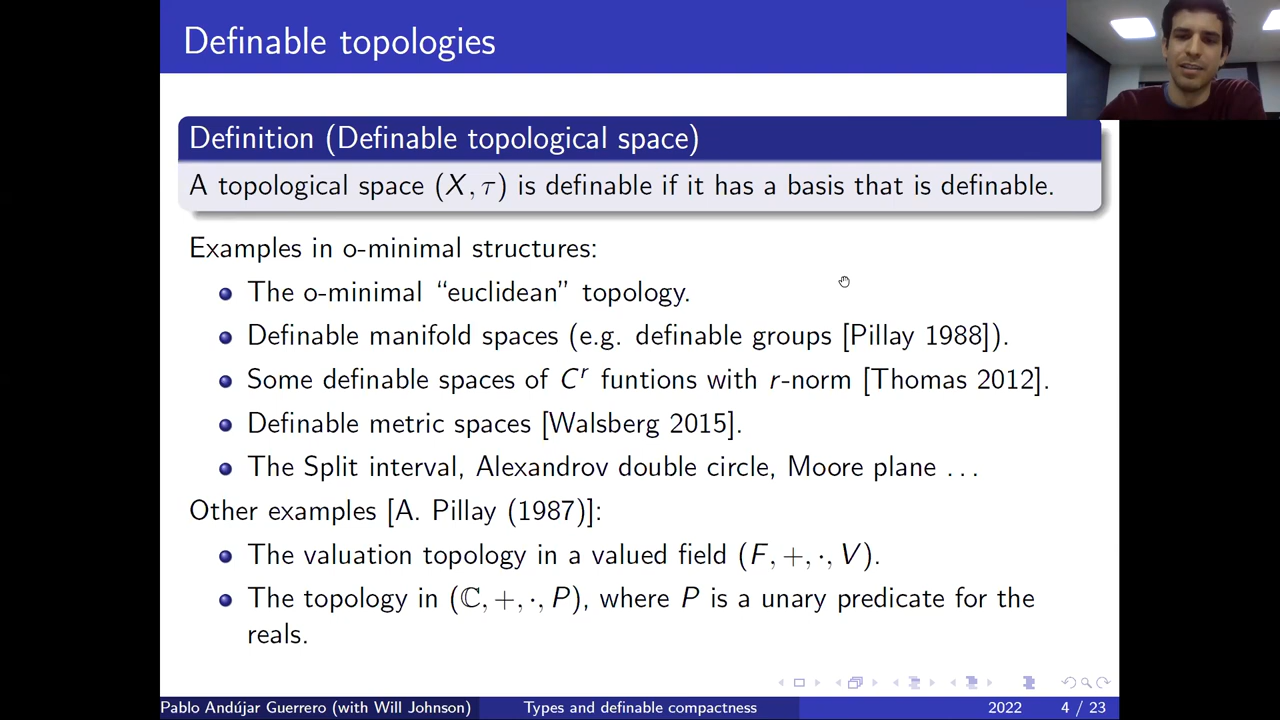 Definable topologies
Definition (Definable topological space)
A topological space (X, τ) is definable if it has a basis that is definable.
Examples in o-minimal structures:
The o-minimal “euclidean” topology.
Definable manifold spaces (e.g. definable groups [Pillay 1988]).
Some definable spaces of Cʳ funtions with r-norm [Thomas 2012].
Definable metric spaces [Walsberg 2015].
The Split interval, Alexandrov double circle, Moore plane . . .
Other examples [A. Pillay (1987)]:
The valuation topology in a valued field (F, +, ·, V).
The topology in (ℂ, +, ·, P), where P is a unary predicate for the
reals.
Pablo Andújar Guerrero (with Will Johnson) Types and definable compactness 2022 4 / 23